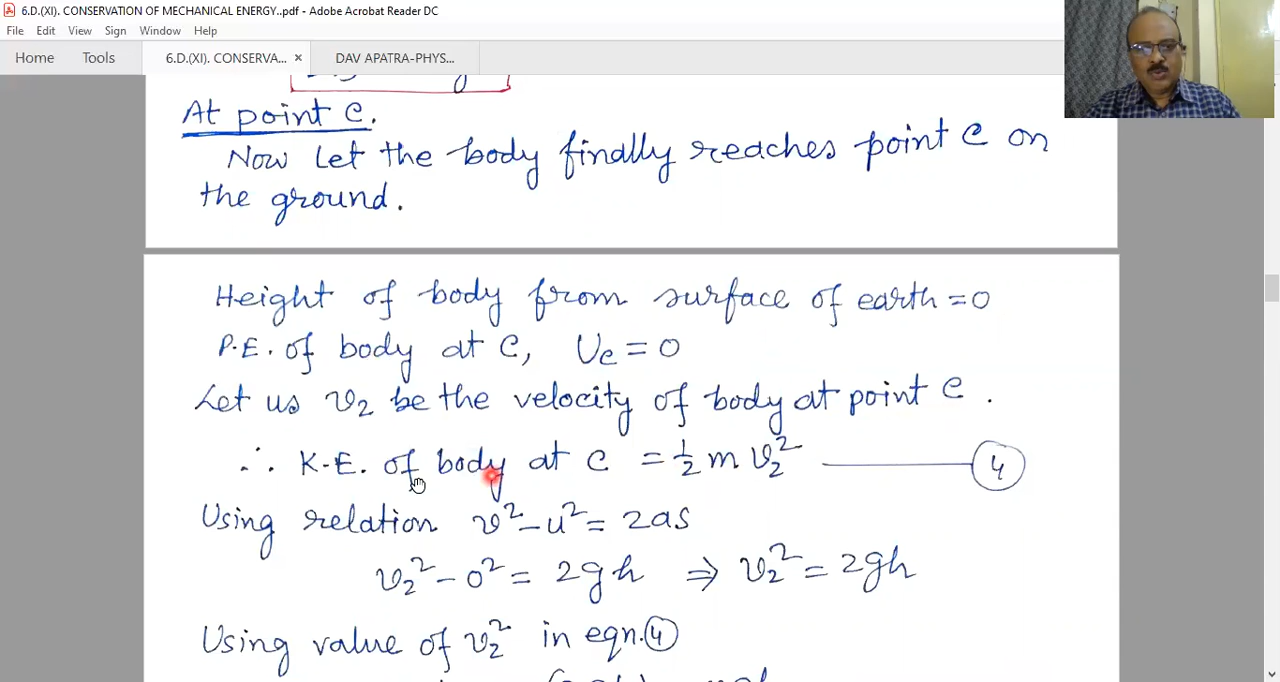 6.D.(XI). CONSERVATION OF MECHANICAL ENERGY..pdf - Adobe Acrobat Reader DC
File Edit View Sign Window Help
Home Tools 6.D.(XI). CONSERVA... × DAV APATRA-PHYS...
At point C.
Now Let the body finally reaches point C on
the ground.
Height of body from surface of earth = 0
P.E. of body at C, Uc = 0
Let us v₂ be the velocity of body at point C.
∴ K.E. of body at C = ½ m v₂² ——— ④
Using relation v² - u² = 2as
v₂² - 0² = 2gh ⇒ v₂² = 2gh
Using value of v₂² in eqn. ④